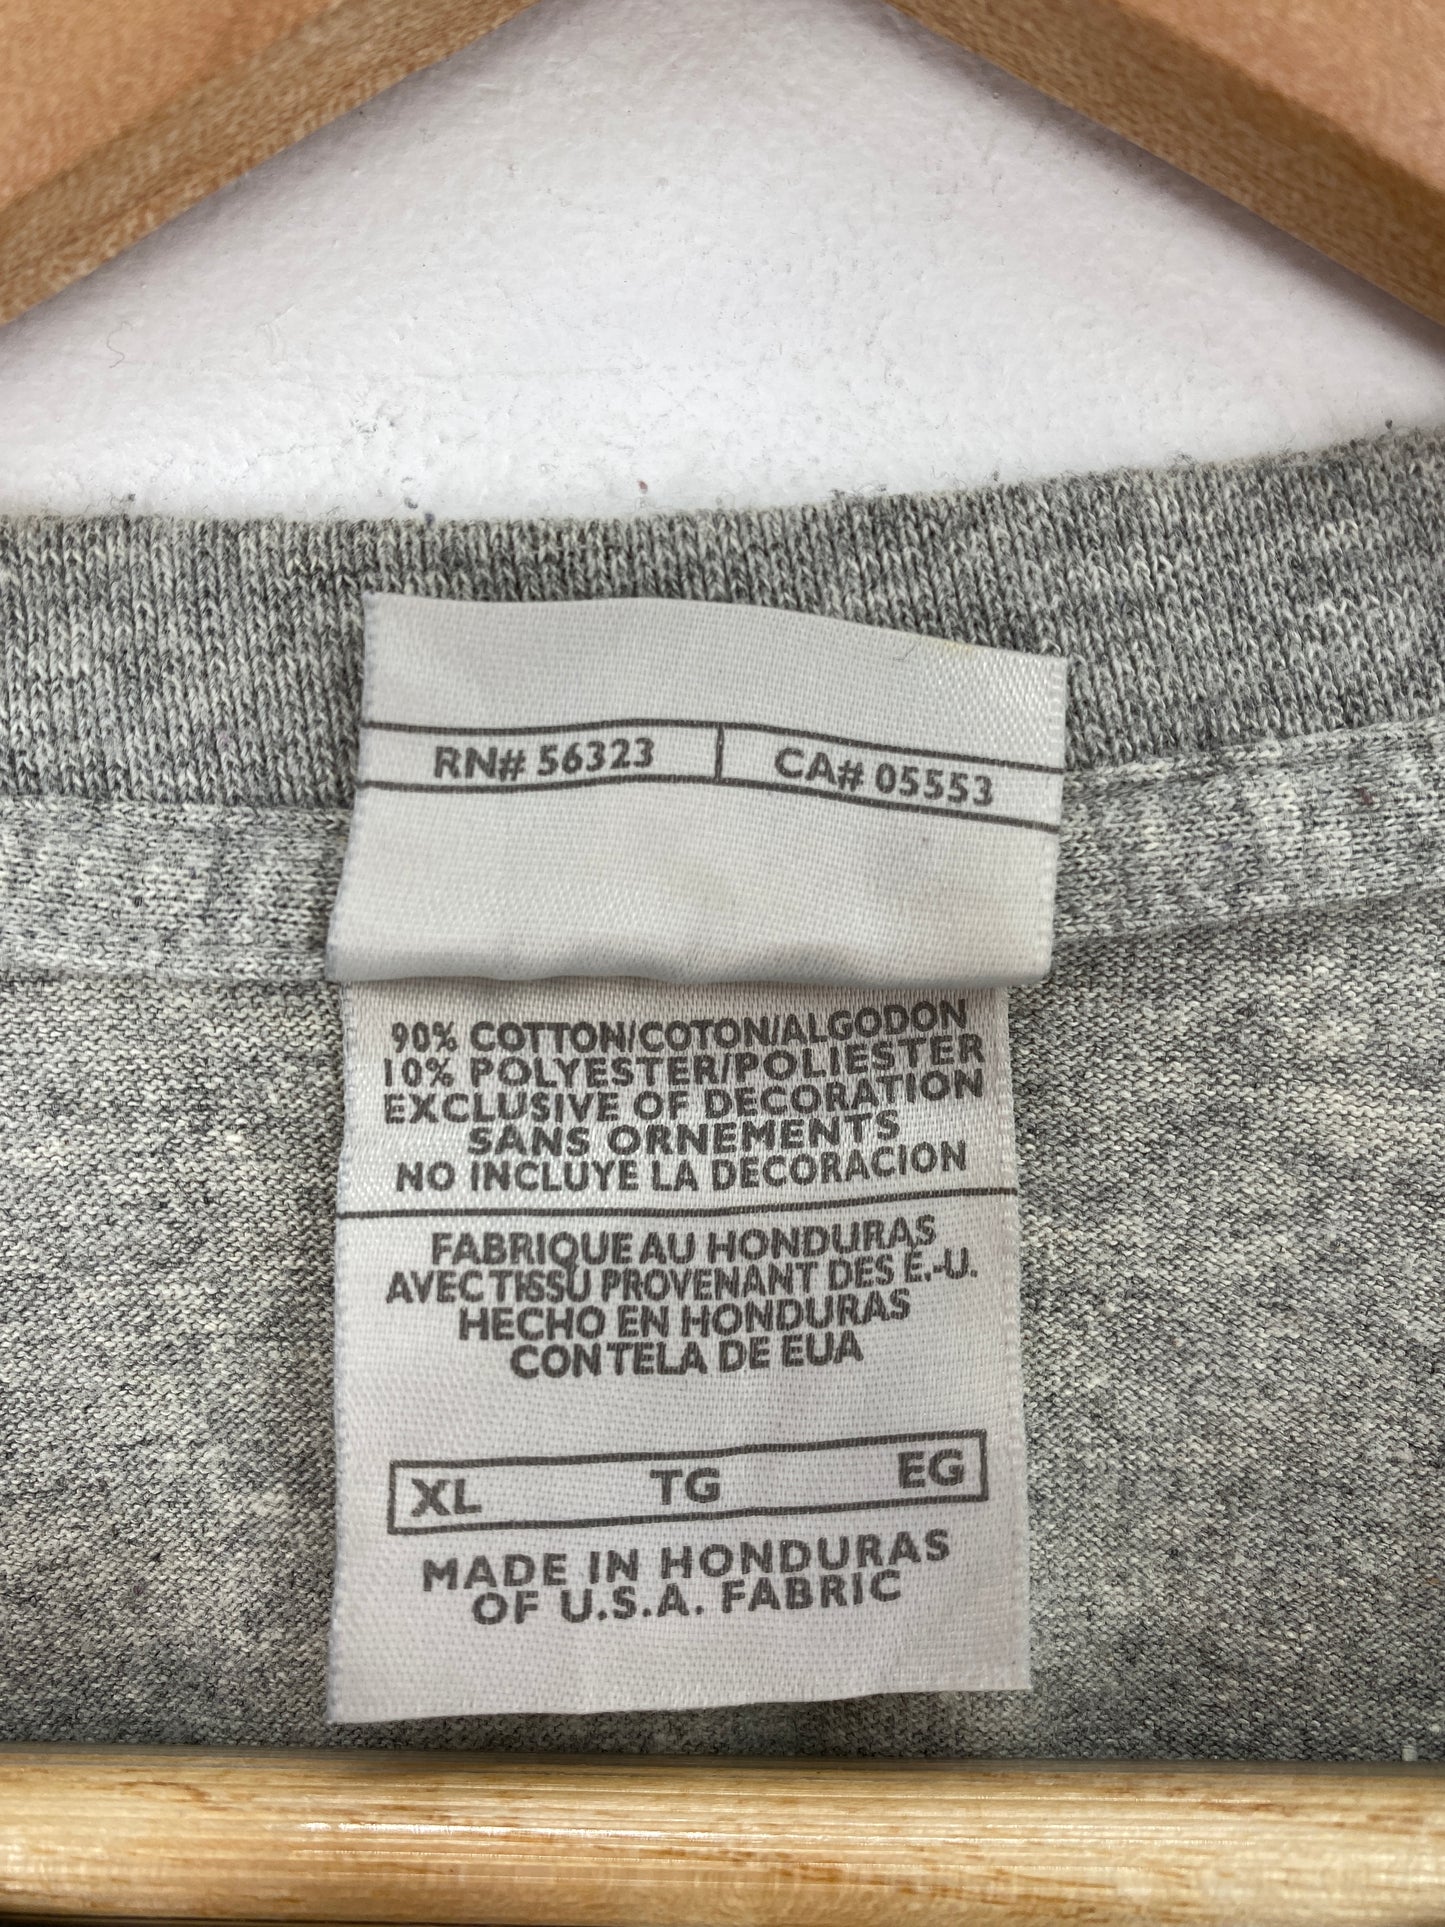 RN# 56323 CA# 05553
90% COTTON/COTON/ALGODON
10% POLYESTER/POLIESTER
EXCLUSIVE OF DECORATION
SANS ORNEMENTS
NO INCLUYE LA DECORACION
FABRIQUE AU HONDURAS
AVEC TISSU PROVENANT DES É.-U.
HECHO EN HONDURAS
CON TELA DE EUA
XL TG EG
MADE IN HONDURAS
OF U.S.A. FABRIC